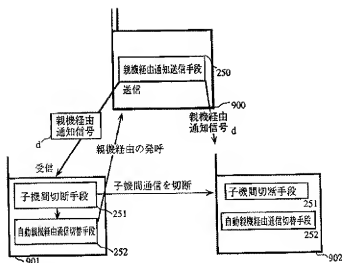 親機経由通知送信手段
250
送信
900
親機経由
通知信号
d
親機経由
通知信号
d
受信
親機経由の発呼
子機間切断手段
251
子機間通信を切断
子機間切断手段
251
自動親機経由通信切替手段
252
自動親機経由通信切替手段
252
901
902